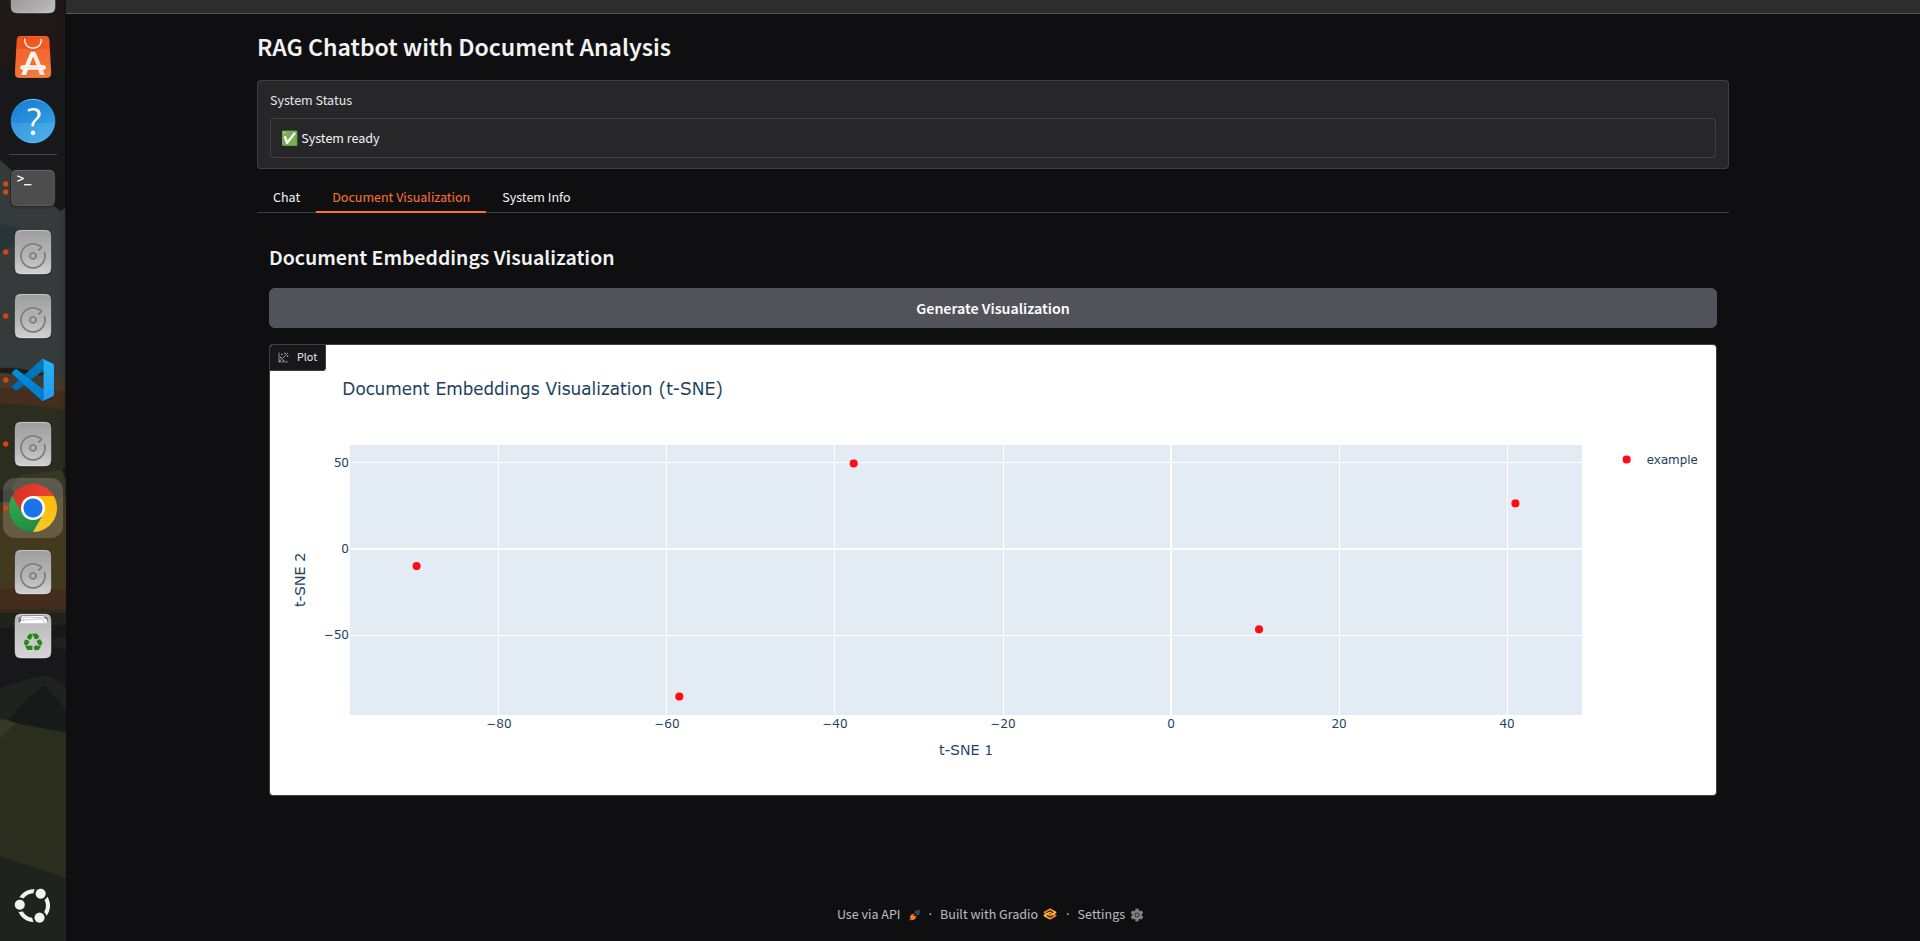 RAG Chatbot with Document Analysis
System Status
✅ System ready
Chat Document Visualization System Info
Document Embeddings Visualization
Generate Visualization
Plot
Document Embeddings Visualization (t-SNE)
50
0
−50
t-SNE 2
example
−80 −60 −40 −20 0 20 40
t-SNE 1
Use via API · Built with Gradio · Settings